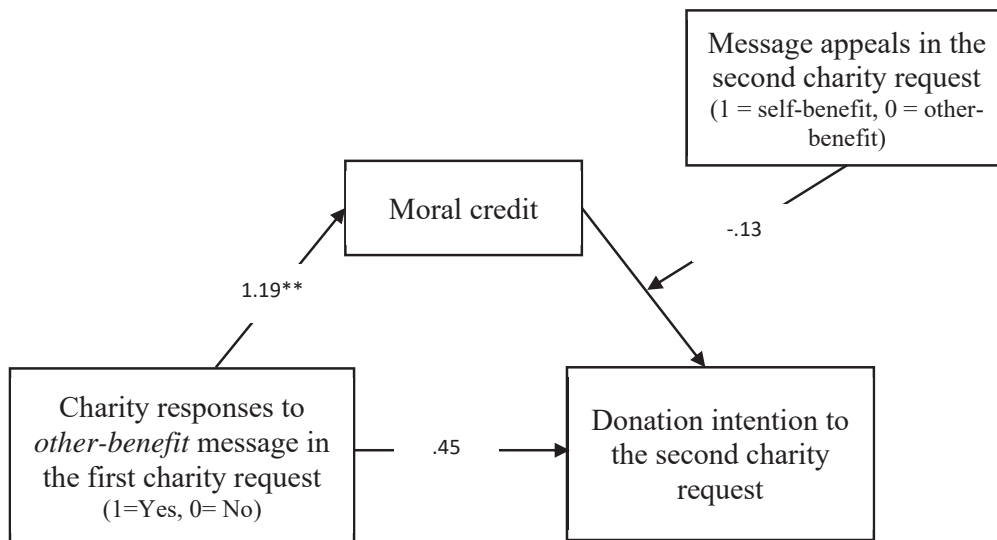 Message appeals in the
second charity request
(1 = self-benefit, 0 = other-
benefit)
Moral credit
-.13
1.19**
Charity responses to
other-benefit message in
the first charity request
(1=Yes, 0= No)
.45
Donation intention to
the second charity
request